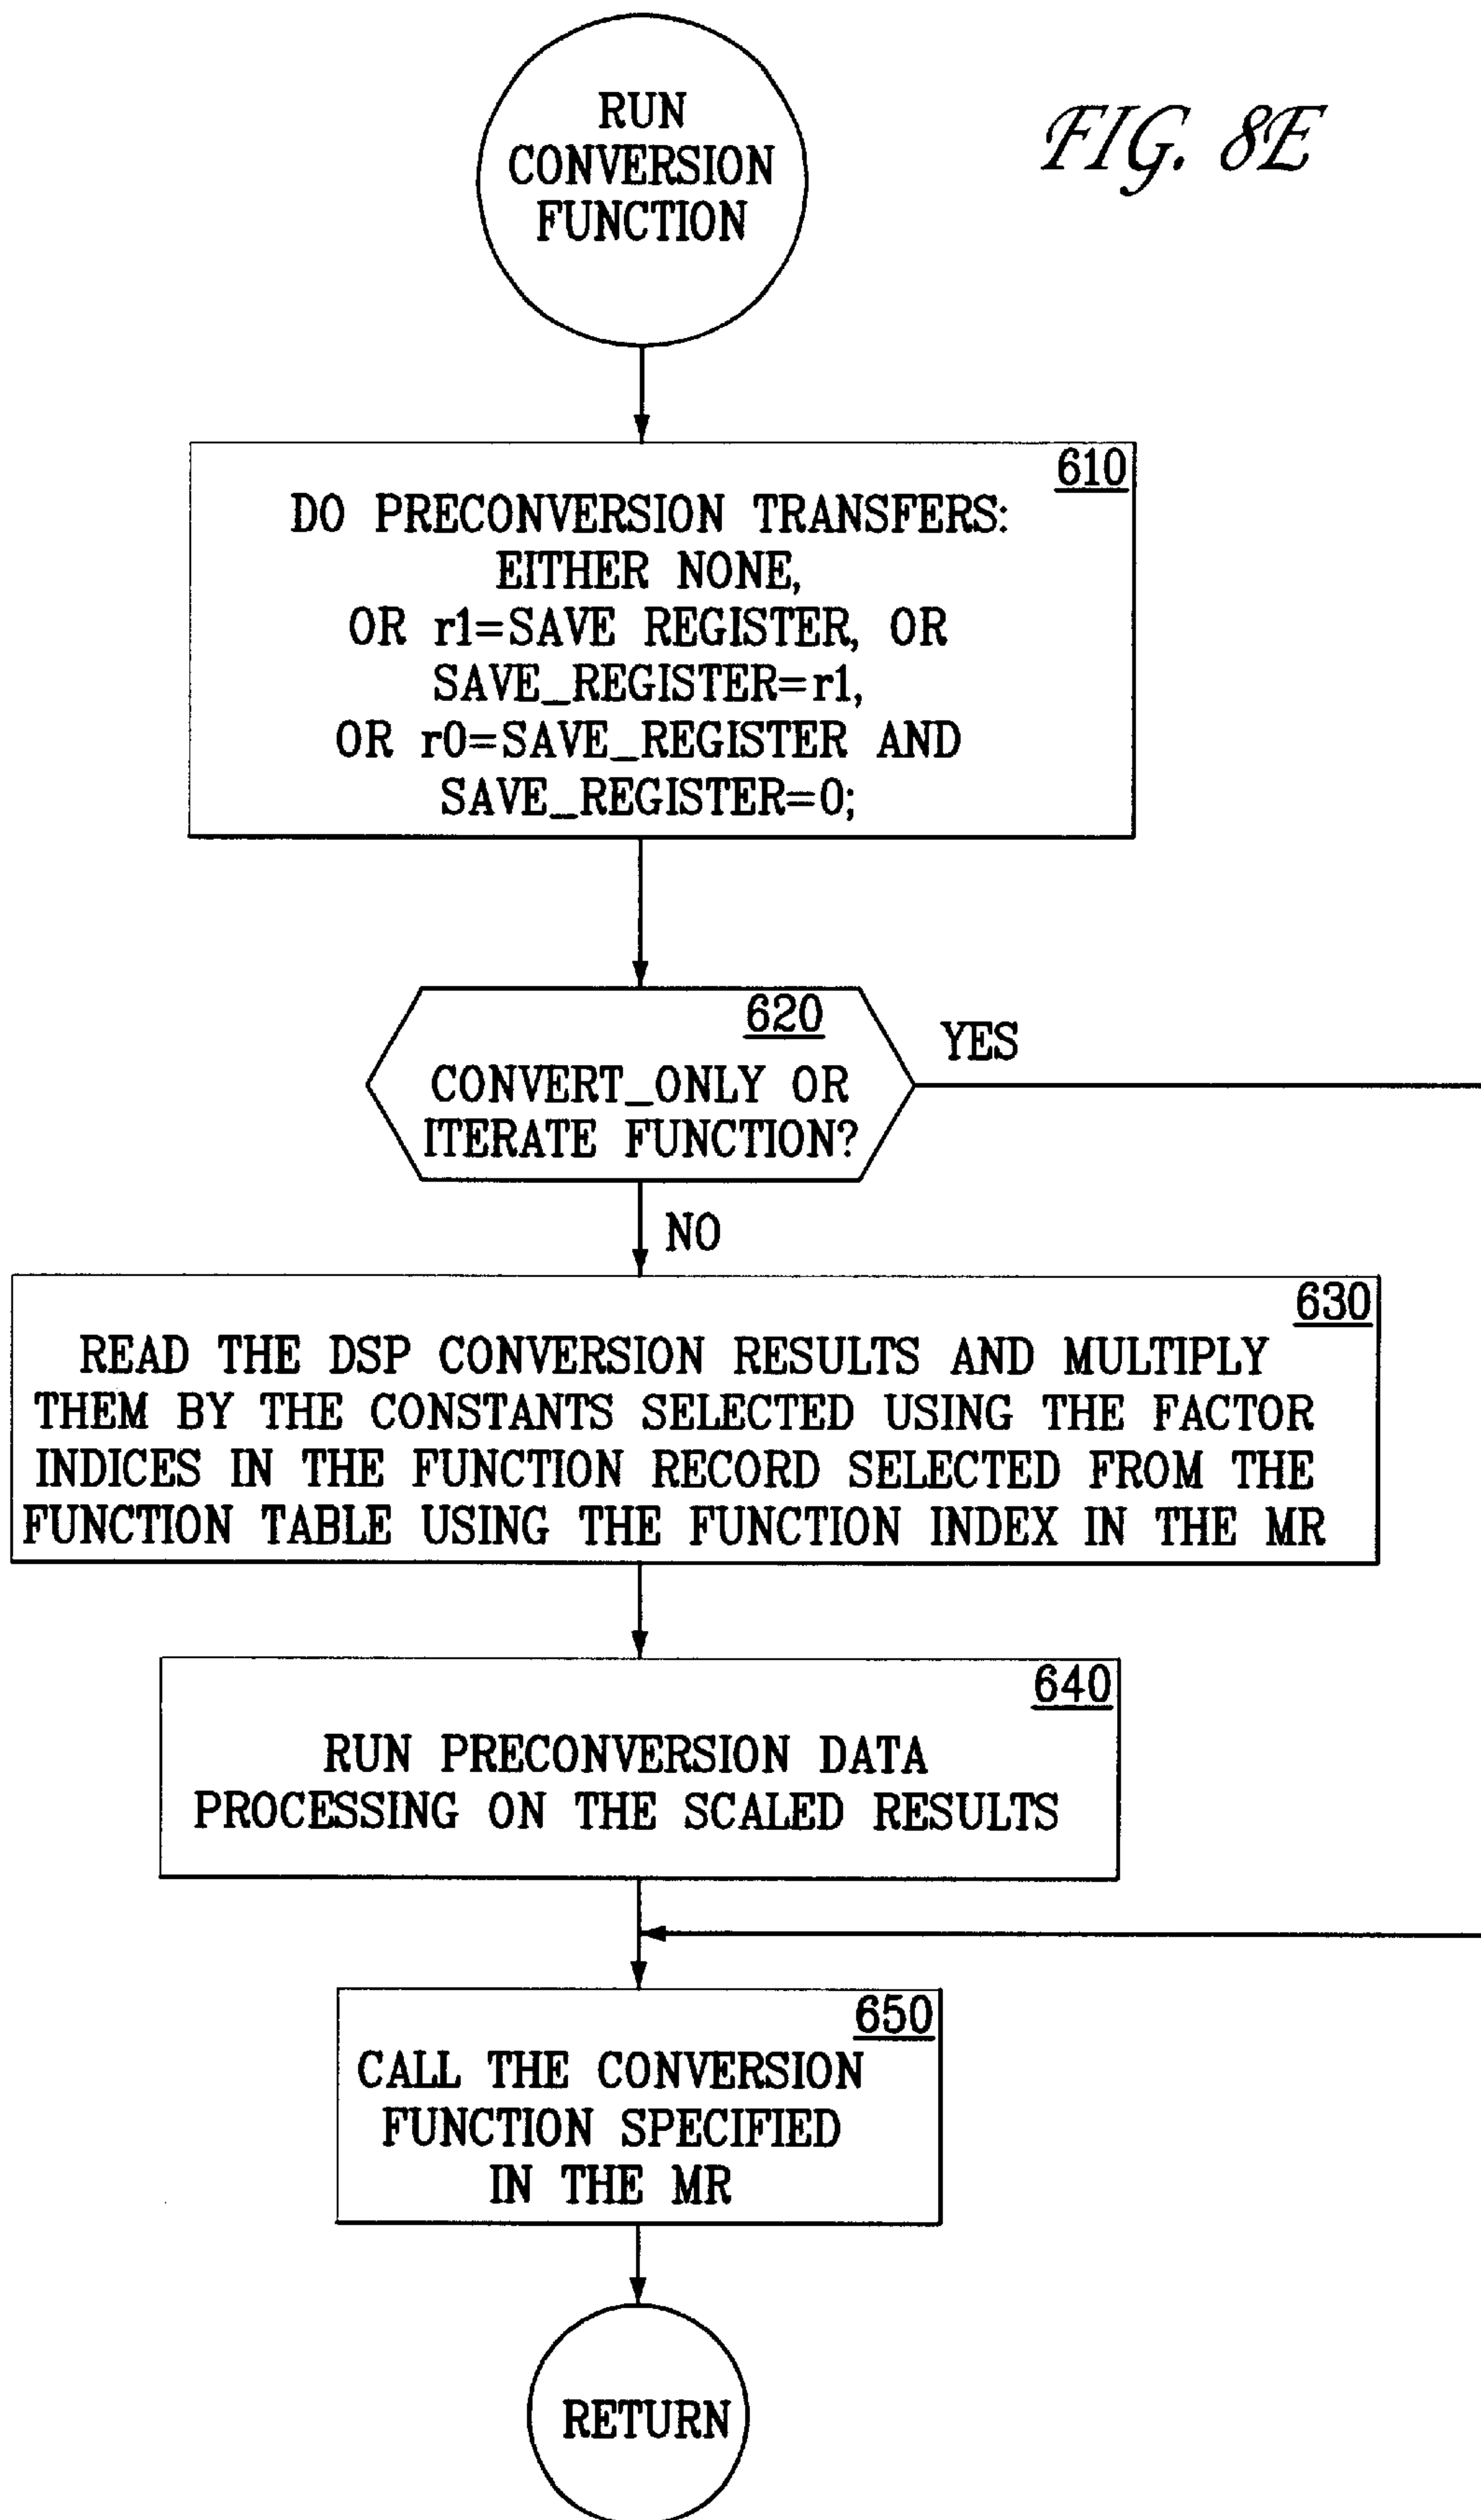 RUN
CONVERSION
FUNCTION
FIG. 8E
610
DO PRECONVERSION TRANSFERS:
EITHER NONE,
OR r1=SAVE REGISTER, OR
SAVE_REGISTER=r1,
OR r0=SAVE_REGISTER AND
SAVE_REGISTER=0;
620
CONVERT_ONLY OR
ITERATE FUNCTION?
YES
NO
630
READ THE DSP CONVERSION RESULTS AND MULTIPLY
THEM BY THE CONSTANTS SELECTED USING THE FACTOR
INDICES IN THE FUNCTION RECORD SELECTED FROM THE
FUNCTION TABLE USING THE FUNCTION INDEX IN THE MR
640
RUN PRECONVERSION DATA
PROCESSING ON THE SCALED RESULTS
650
CALL THE CONVERSION
FUNCTION SPECIFIED
IN THE MR
RETURN